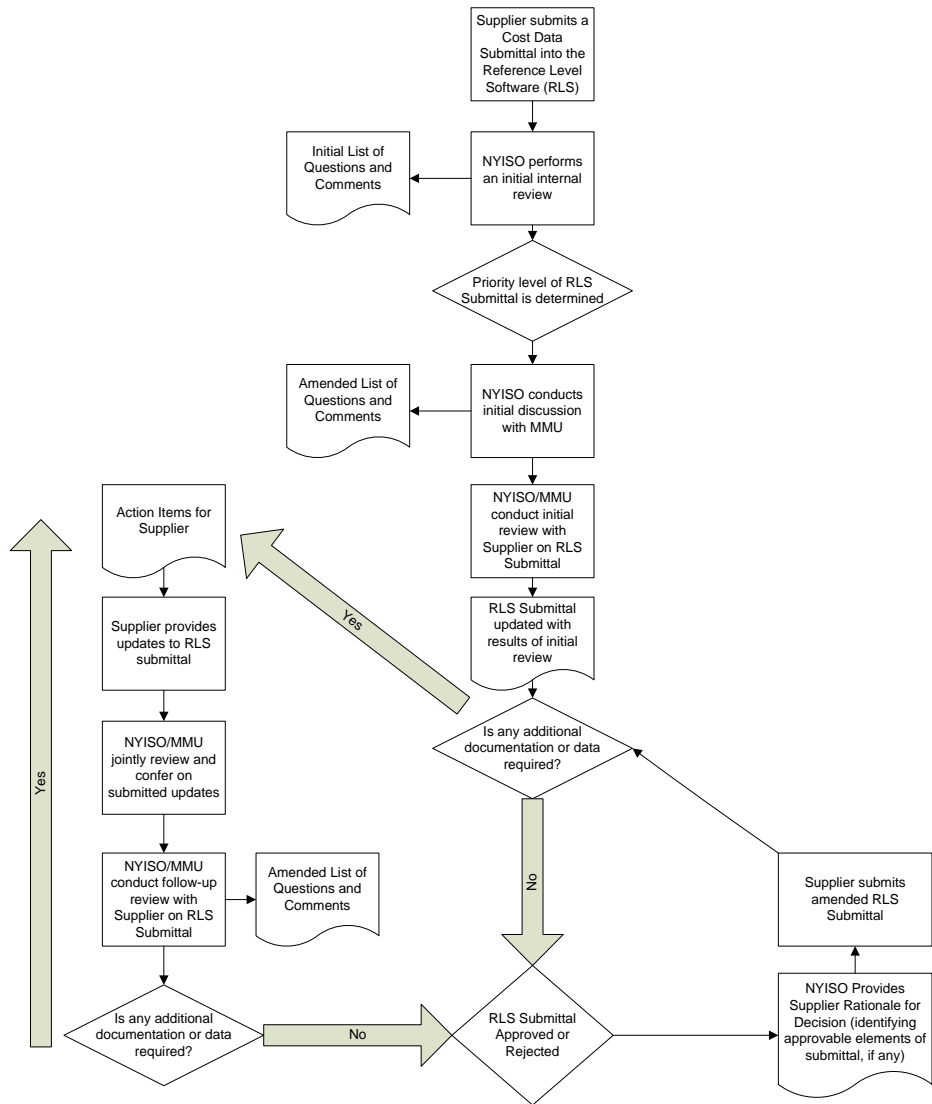 Supplier submits a
Cost Data
Submittal into the
Reference Level
Software (RLS)
Initial List of
Questions and
Comments
NYISO performs
an initial internal
review
Priority level of RLS
Submittal is determined
Amended List of
Questions and
Comments
NYISO conducts
initial discussion
with MMU
NYISO/MMU
conduct initial
review with
Supplier on RLS
Submittal
RLS Submittal
updated with
results of initial
review
Is any additional
documentation or data
required?
Yes
No
Action Items for
Supplier
Supplier provides
updates to RLS
submittal
NYISO/MMU
jointly review and
confer on
submitted updates
NYISO/MMU
conduct follow-up
review with
Supplier on RLS
Submittal
Amended List of
Questions and
Comments
Is any additional
documentation or data
required?
Yes
No
RLS Submittal
Approved or
Rejected
NYISO Provides
Supplier Rationale for
Decision (identifying
approvable elements of
submittal, if any)
Supplier submits
amended RLS
Submittal